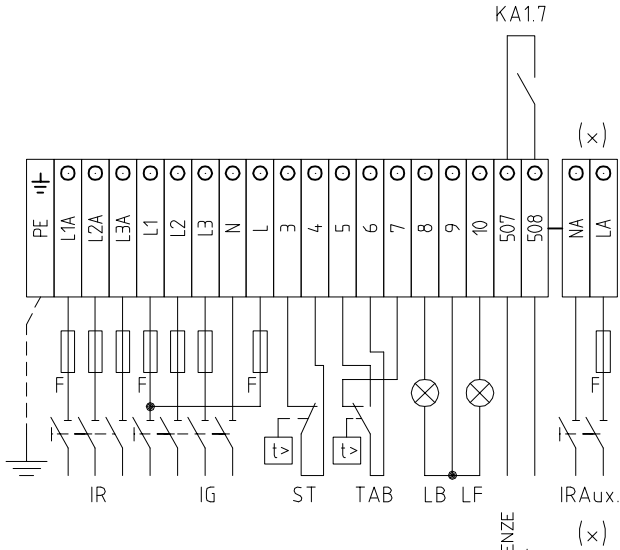 KA1.7
(x)
PE L1A L2A L3A L1 L2 L3 N L 3 4 5 6 7 8 9 10 507 508 NA LA
F F F F
t> t>
IR IG ST TAB LB LF IRAux.
ENZE
(x)